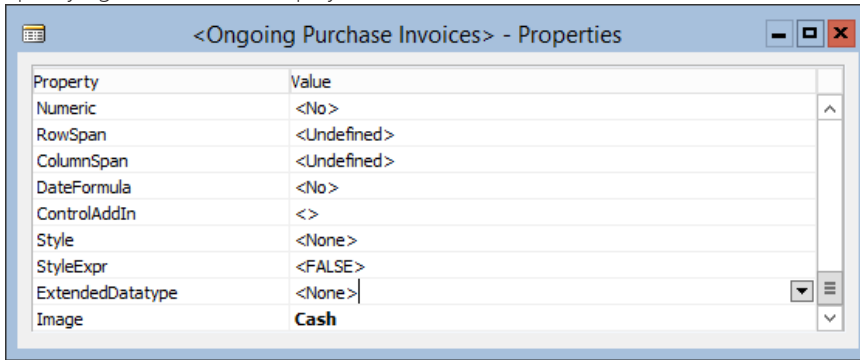 <Ongoing Purchase Invoices> - Properties
Property Value
Numeric <No>
RowSpan <Undefined>
ColumnSpan <Undefined>
DateFormula <No>
ControlAddIn <>
Style <None>
StyleExpr <FALSE>
ExtendedDatatype <None>
Image Cash